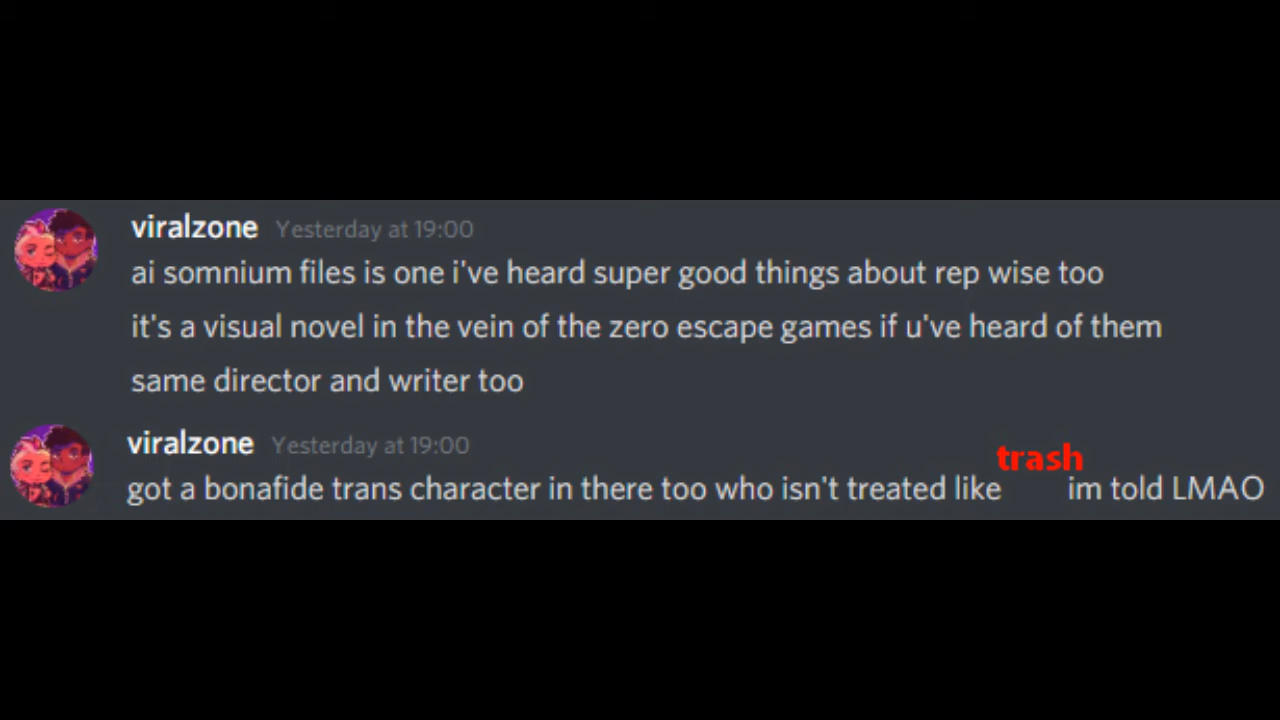 viralzone Yesterday at 19:00
ai somnium files is one i've heard super good things about rep wise too
it's a visual novel in the vein of the zero escape games if u've heard of them
same director and writer too
viralzone Yesterday at 19:00
got a bonafide trans character in there too who isn't treated like trash im told LMAO